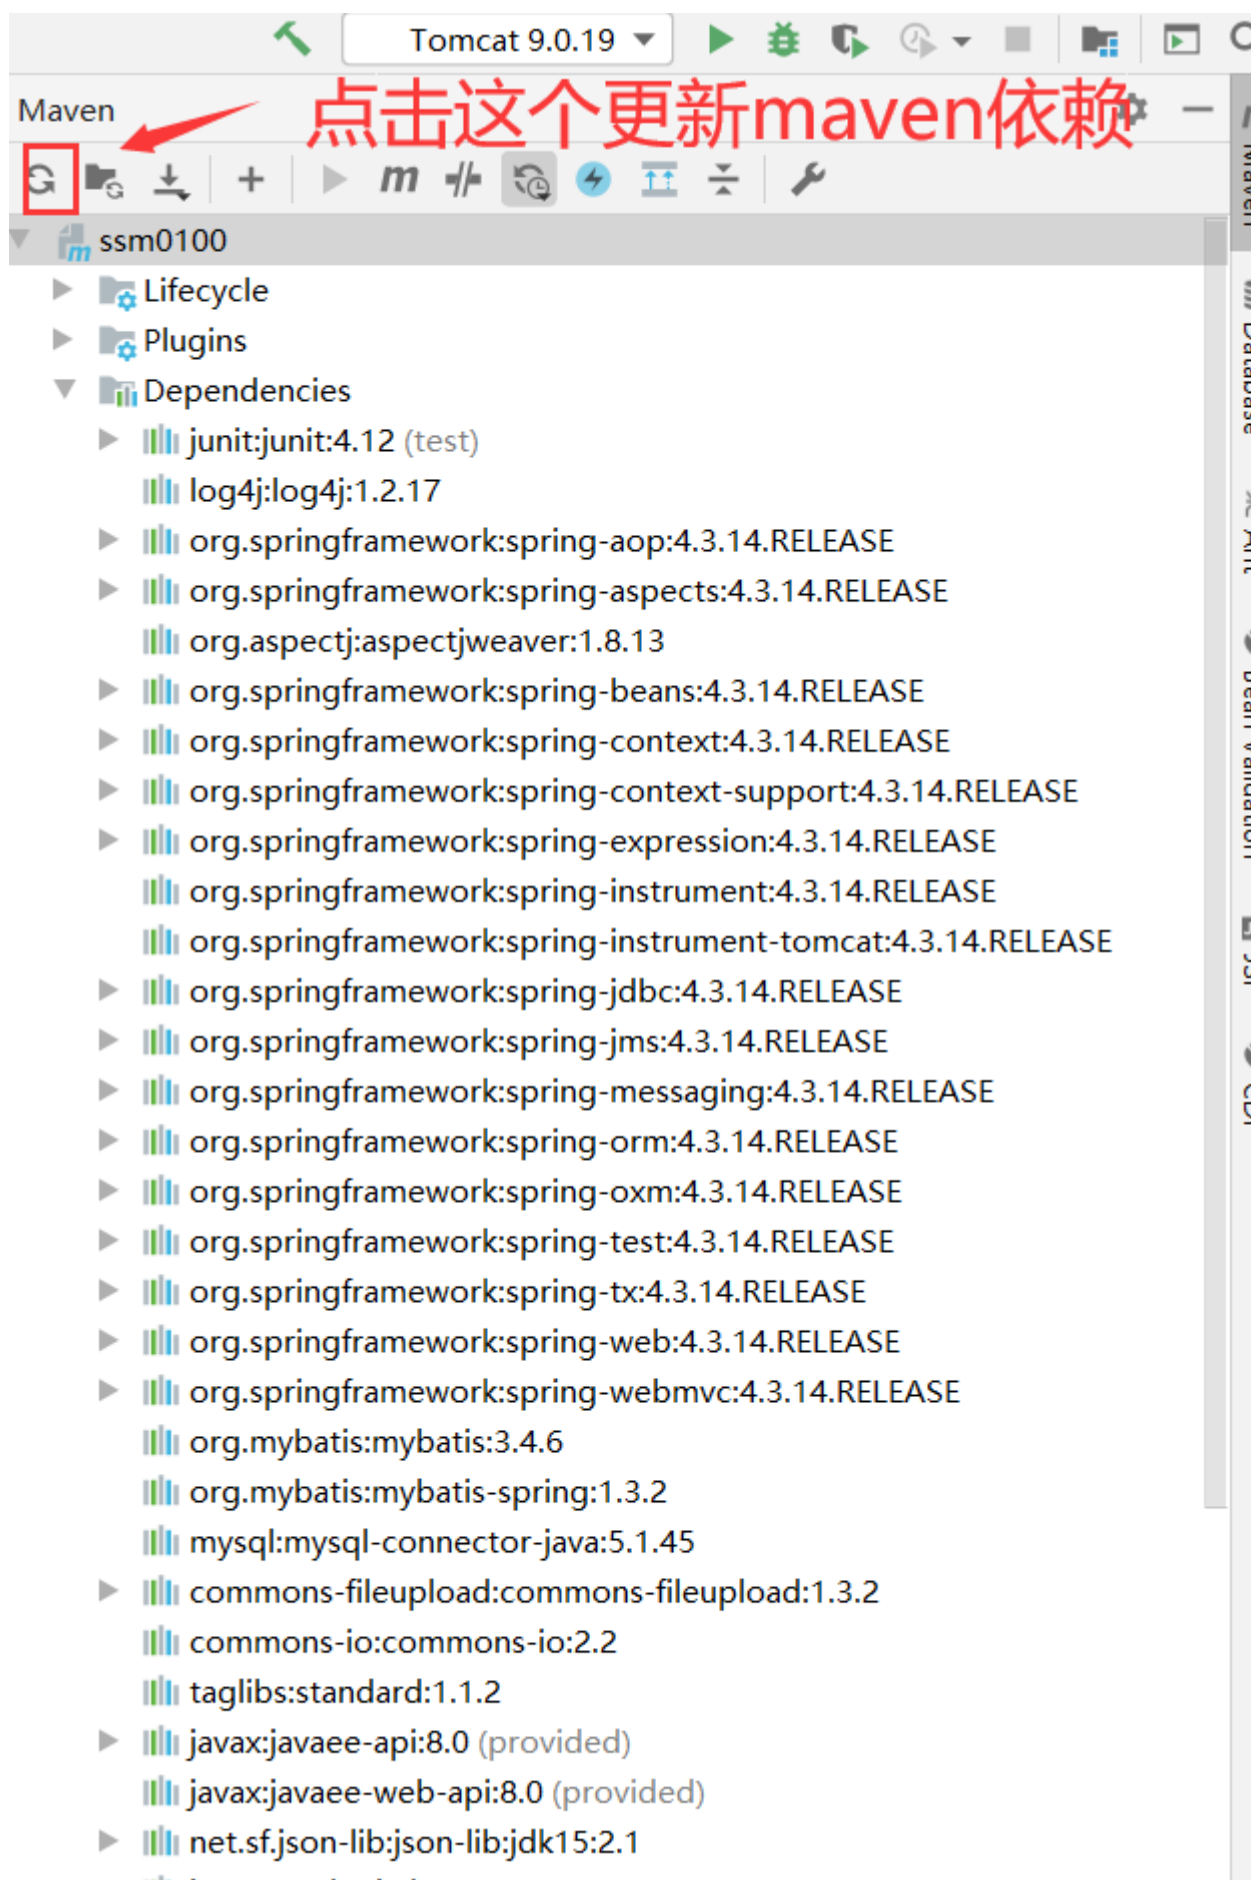 Tomcat 9.0.19
Maven
点击这个更新maven依赖
ssm0100
Lifecycle
Plugins
Dependencies
junit:junit:4.12 (test)
log4j:log4j:1.2.17
org.springframework:spring-aop:4.3.14.RELEASE
org.springframework:spring-aspects:4.3.14.RELEASE
org.aspectj:aspectjweaver:1.8.13
org.springframework:spring-beans:4.3.14.RELEASE
org.springframework:spring-context:4.3.14.RELEASE
org.springframework:spring-context-support:4.3.14.RELEASE
org.springframework:spring-expression:4.3.14.RELEASE
org.springframework:spring-instrument:4.3.14.RELEASE
org.springframework:spring-instrument-tomcat:4.3.14.RELEASE
org.springframework:spring-jdbc:4.3.14.RELEASE
org.springframework:spring-jms:4.3.14.RELEASE
org.springframework:spring-messaging:4.3.14.RELEASE
org.springframework:spring-orm:4.3.14.RELEASE
org.springframework:spring-oxm:4.3.14.RELEASE
org.springframework:spring-test:4.3.14.RELEASE
org.springframework:spring-tx:4.3.14.RELEASE
org.springframework:spring-web:4.3.14.RELEASE
org.springframework:spring-webmvc:4.3.14.RELEASE
org.mybatis:mybatis:3.4.6
org.mybatis:mybatis-spring:1.3.2
mysql:mysql-connector-java:5.1.45
commons-fileupload:commons-fileupload:1.3.2
commons-io:commons-io:2.2
taglibs:standard:1.1.2
javax:javaee-api:8.0 (provided)
javax:javaee-web-api:8.0 (provided)
net.sf.json-lib:json-lib:jdk15:2.1
Maven
Database
Ant
Bean Validation